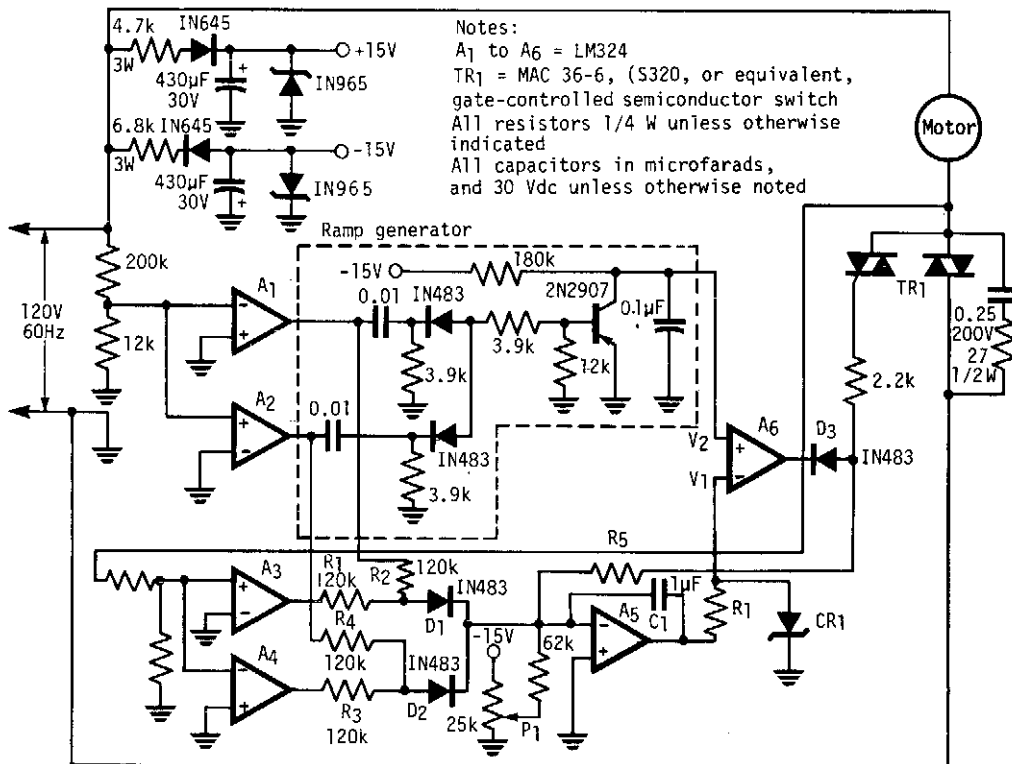 4.7k
IN645
3W
430µF
30V
+
+15V
IN965
6.8k
IN645
3W
430µF
30V
+
-15V
IN965
Notes:
A1 to A6 = LM324
TR1 = MAC 36-6, (S320, or equivalent,
gate-controlled semiconductor switch
All resistors 1/4 W unless otherwise
indicated
All capacitors in microfarads,
and 30 Vdc unless otherwise noted
Motor
Ramp generator
-15V
180k
2N2907
0.1µF
120V
60Hz
200k
12k
A1
-
+
0.01
IN483
3.9k
3.9k
12k
A2
+
-
0.01
IN483
3.9k
TR1
0.25
200V
27
1/2W
2.2k
V2
V1
A6
+
-
D3
IN483
A3
+
-
R1
120k
R2
120k
IN483
D1
R5
1µF
C1
A5
-
+
R1
CR1
A4
-
+
R4
120k
R3
120k
IN483
D2
-15V
62k
25k
P1